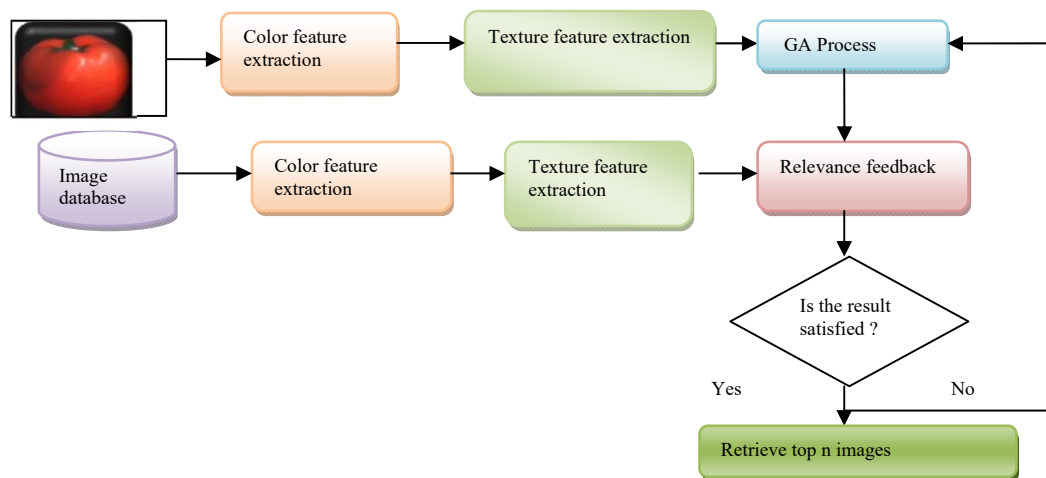 Color feature
extraction
Texture feature extraction
GA Process
Image
database
Color feature
extraction
Texture feature
extraction
Relevance feedback
Is the result
satisfied ?
Yes
No
Retrieve top n images